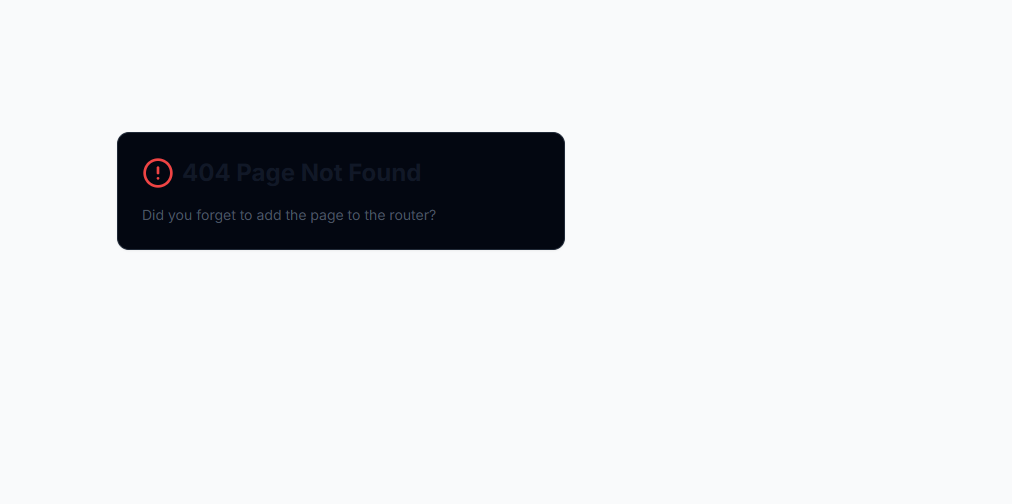 404 Page Not Found
Did you forget to add the page to the router?